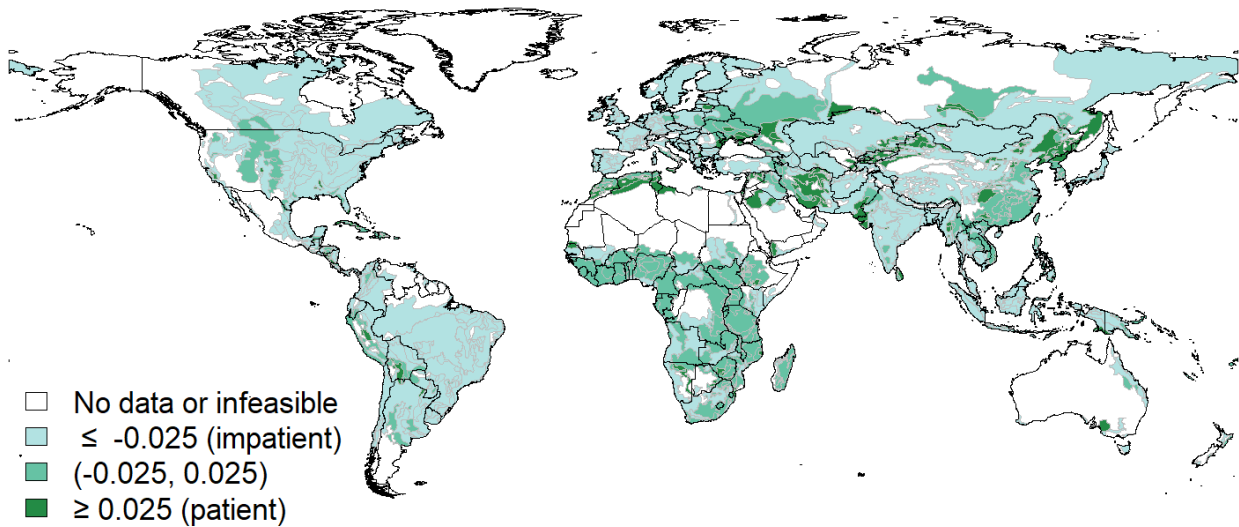 No data or infeasible
≤ -0.025 (impatient)
(-0.025, 0.025)
≥ 0.025 (patient)